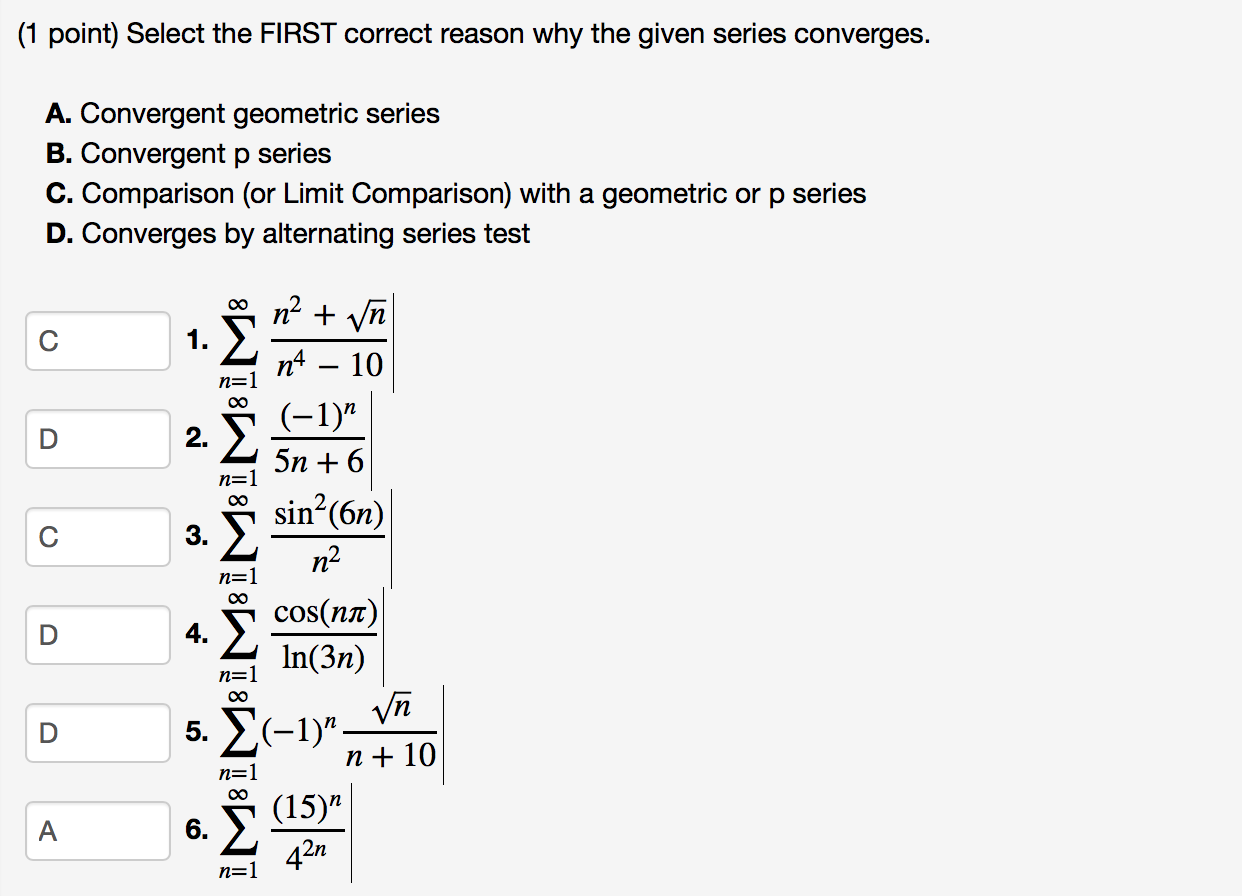 (1 point) Select the FIRST correct reason why the given series converges.
A. Convergent geometric series
B. Convergent p series
C. Comparison (or Limit Comparison) with a geometric or p series
D. Converges by alternating series test
C 1. $\sum_{n=1}^{\infty} \frac{n^2 + \sqrt{n}}{n^4 - 10}$
D 2. $\sum_{n=1}^{\infty} \frac{(-1)^n}{5n + 6}$
C 3. $\sum_{n=1}^{\infty} \frac{\sin^2(6n)}{n^2}$
D 4. $\sum_{n=1}^{\infty} \frac{\cos(n\pi)}{\ln(3n)}$
D 5. $\sum_{n=1}^{\infty} (-1)^n \frac{\sqrt{n}}{n + 10}$
A 6. $\sum_{n=1}^{\infty} \frac{(15)^n}{4^{2n}}$